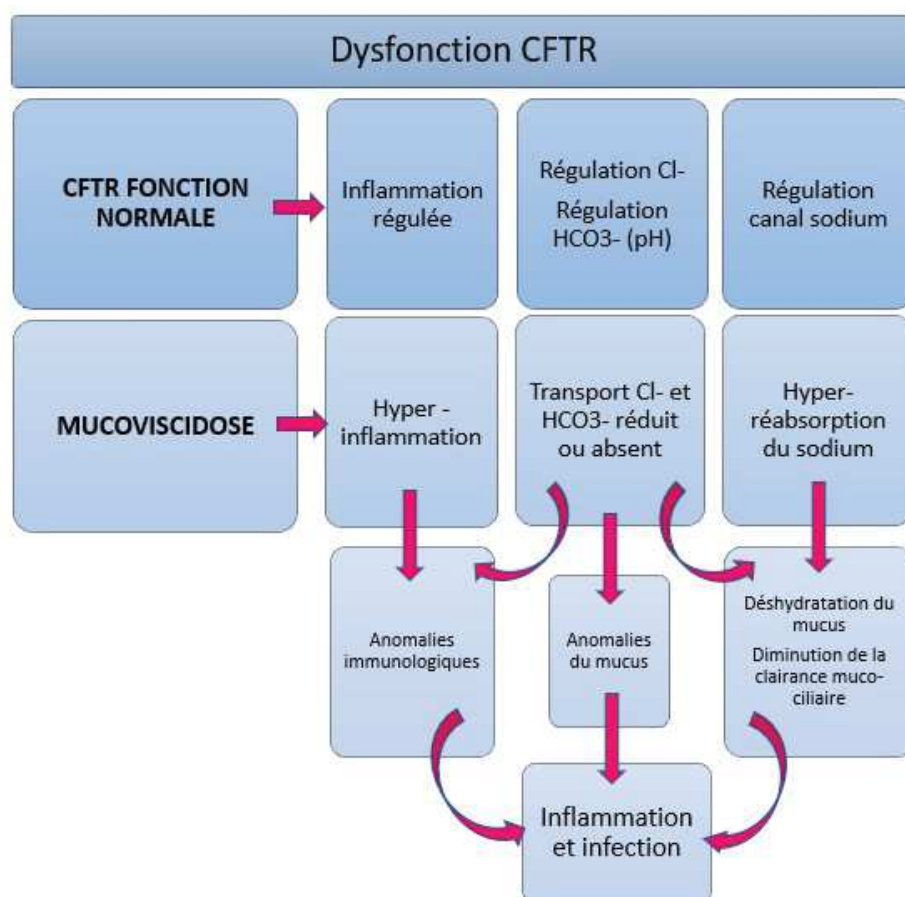 Dysfonction CFTR
CFTR FONCTION
NORMALE
Inflammation
régulée
Régulation Cl-
Régulation
HCO3- (pH)
Régulation
canal sodium
MUCOVISCIDOSE
Hyper -
inflammation
Transport Cl- et
HCO3- réduit
ou absent
Hyper-
réabsorption
du sodium
Anomalies
immunologiques
Anomalies
du mucus
Déshydratation du
mucus
Diminution de la
clairance muco-
ciliaire
Inflammation
et infection